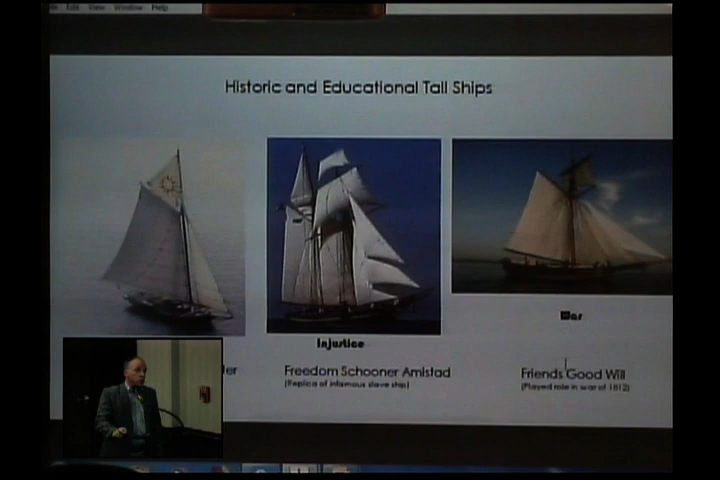 Edit View Window Help
Historic and Educational Tall Ships
Injustice
War
ter
Freedom Schooner Amistad
(Replica of infamous slave ship)
Friends Good Will
(Played role in war of 1812)